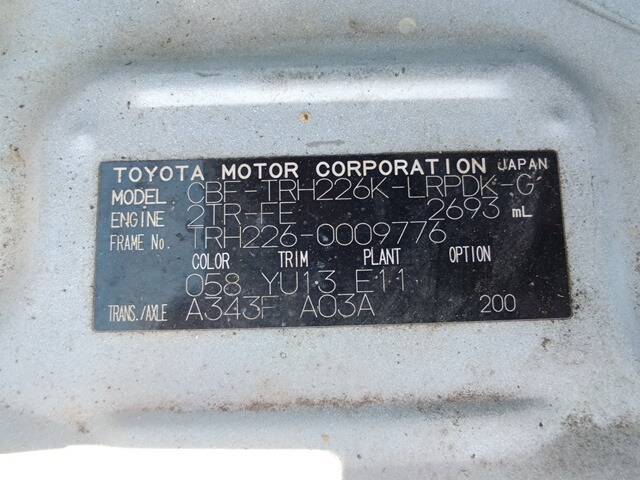 TOYOTA MOTOR CORPORATION JAPAN
MODEL CBF-TRH226K-LRPDK-G
ENGINE 2TR-FE 2693 mL
FRAME No. TRH226-0009776
COLOR TRIM PLANT OPTION
058 YU13 E11
TRANS./AXLE A343F A03A 200